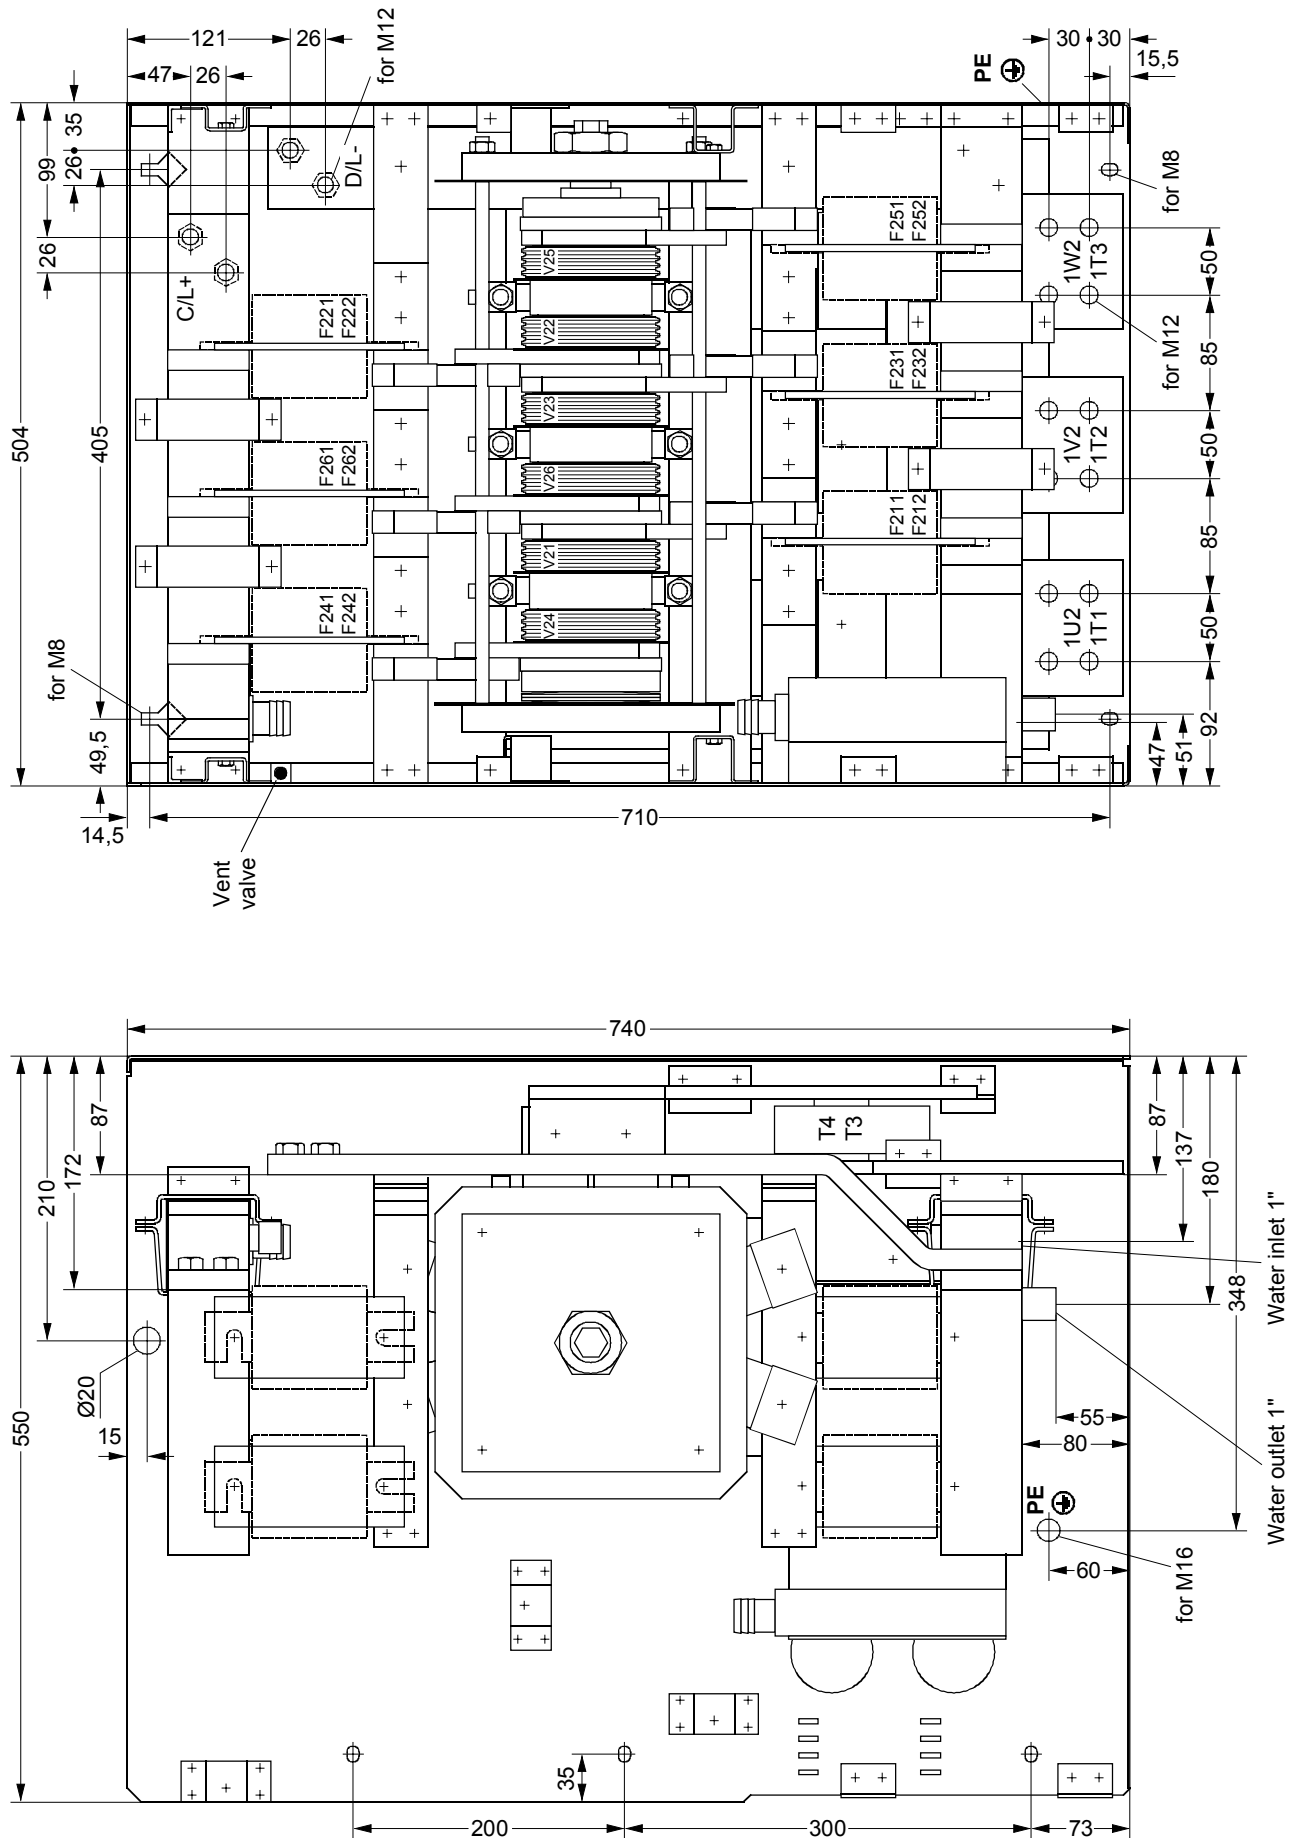 121
26
47
26
for M12
PE
30
30
15,5
504
99
35
26
26
405
49,5
14,5
C/L+
D/L-
F221
F222
F261
F262
F241
F242
V25
V22
V23
V26
V21
V24
F251
F252
F231
F232
F211
F212
1W2
1T3
1V2
1T2
1U2
1T1
for M8
for M12
50
85
50
85
50
92
51
47
for M8
Vent
valve
710
740
550
210
172
87
Ø20
15
T4
T3
87
137
180
348
Water inlet 1"
Water outlet 1"
55
80
PE
60
for M16
35
200
300
73